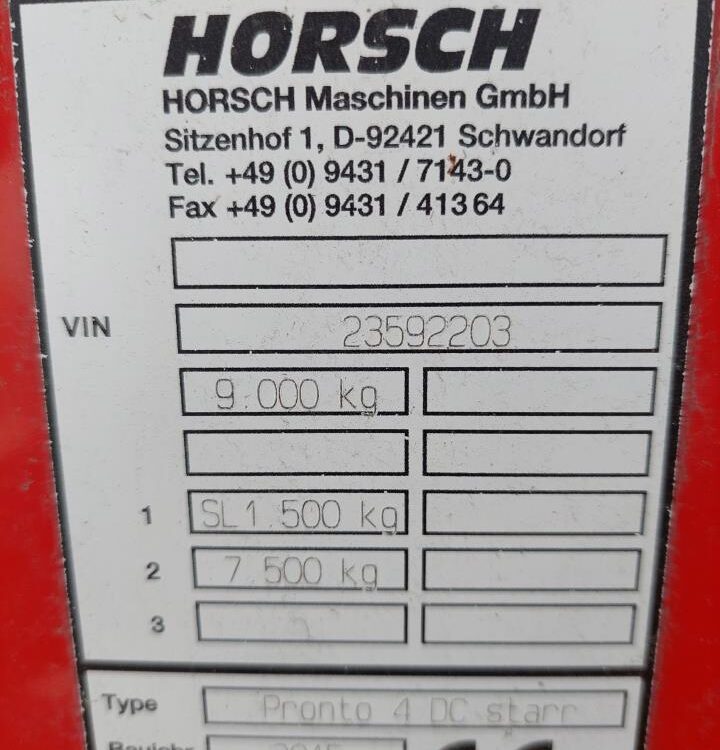 HORSCH
HORSCH Maschinen GmbH
Sitzenhof 1, D-92421 Schwandorf
Tel. +49 (0) 9431 / 7143-0
Fax +49 (0) 9431 / 413 64
VIN 23592203
9.000 kg
1 SL1.500 kg
2 7.500 kg
3
Type Pronto 4 DC starr